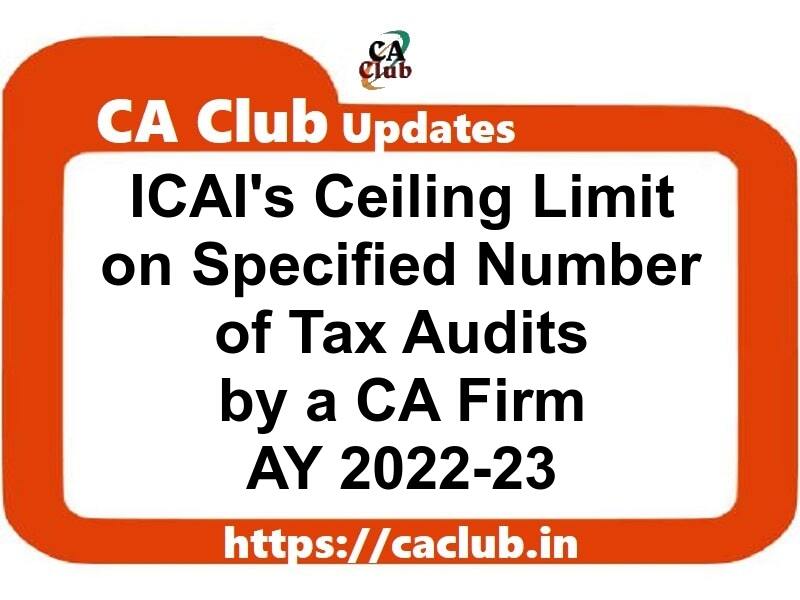 CA
Club
CA Club Updates
ICAI's Ceiling Limit
on Specified Number
of Tax Audits
by a CA Firm
AY 2022-23
https://caclub.in